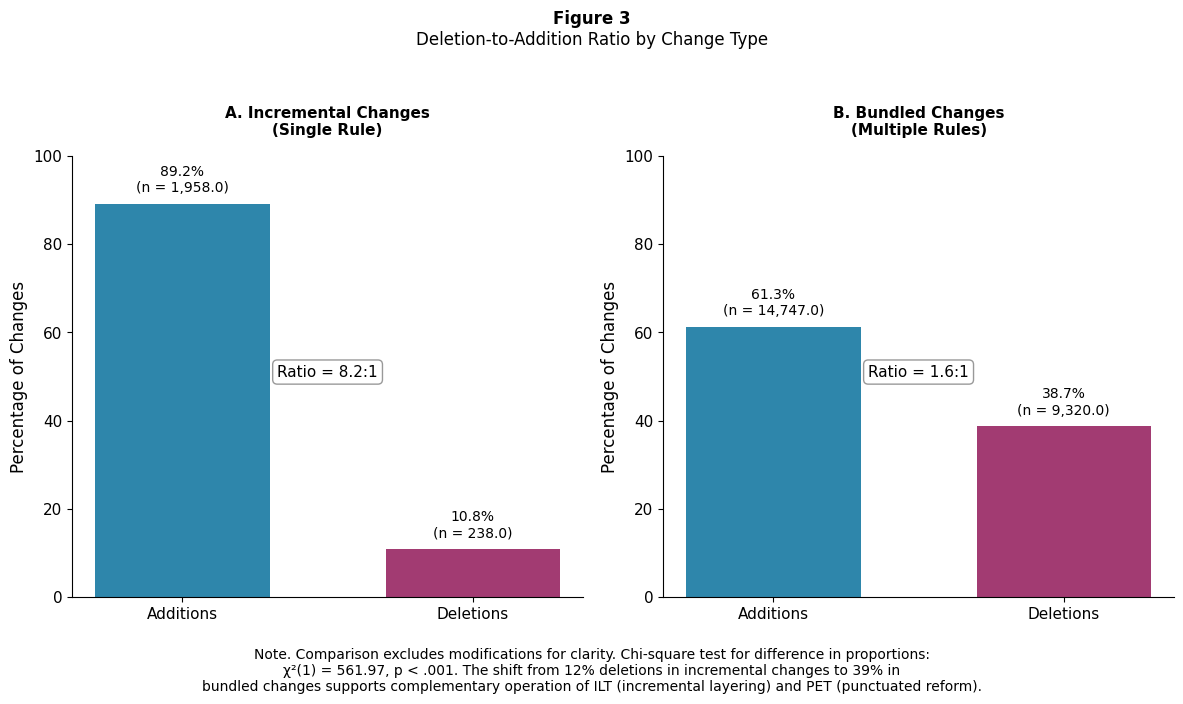 Figure 3
Deletion-to-Addition Ratio by Change Type
A. Incremental Changes
(Single Rule)
Percentage of Changes
100
80
60
40
20
0
89.2%
(n = 1,958.0)
Ratio = 8.2:1
10.8%
(n = 238.0)
Additions
Deletions
B. Bundled Changes
(Multiple Rules)
Percentage of Changes
100
80
60
40
20
0
61.3%
(n = 14,747.0)
Ratio = 1.6:1
38.7%
(n = 9,320.0)
Additions
Deletions
Note. Comparison excludes modifications for clarity. Chi-square test for difference in proportions:
χ²(1) = 561.97, p < .001. The shift from 12% deletions in incremental changes to 39% in
bundled changes supports complementary operation of ILT (incremental layering) and PET (punctuated reform).